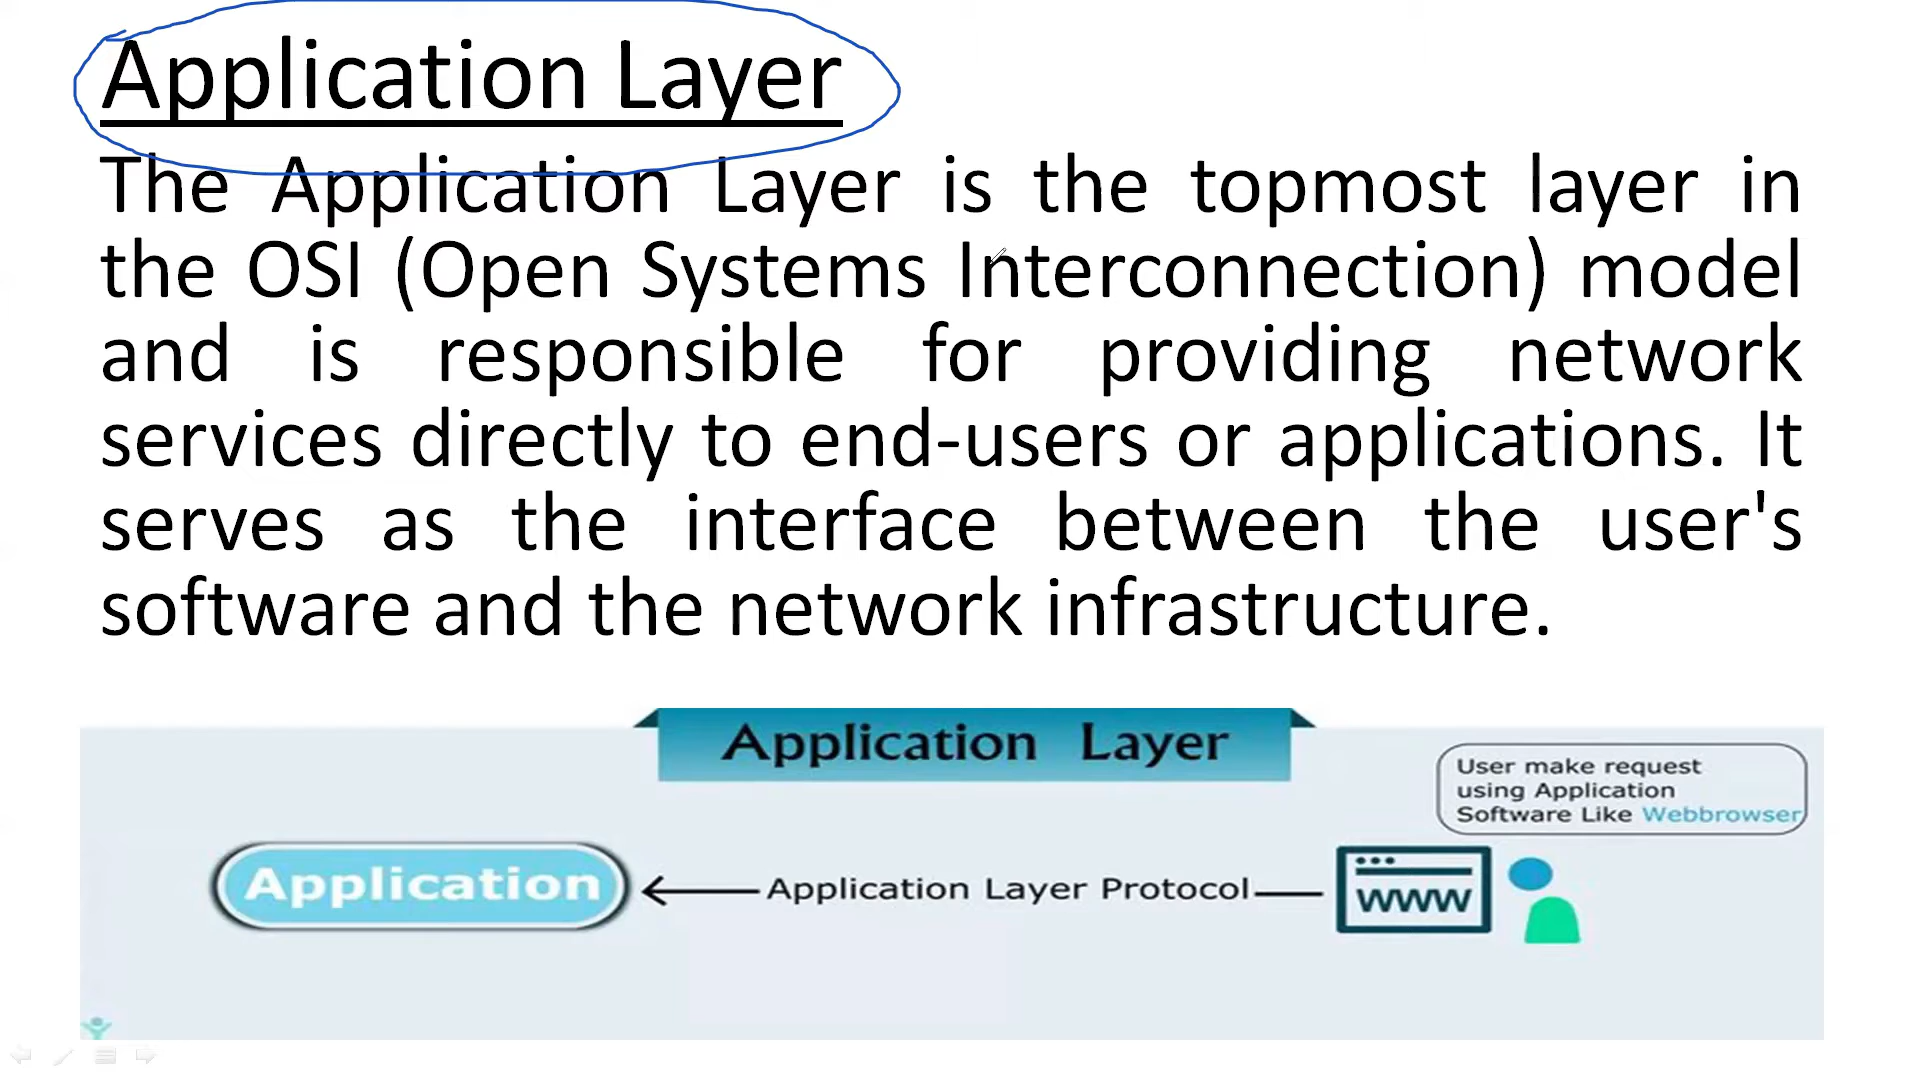 Application Layer
The Application Layer is the topmost layer in
the OSI (Open Systems Interconnection) model
and is responsible for providing network
services directly to end-users or applications. It
serves as the interface between the user's
software and the network infrastructure.
Application Layer
User make request
using Application
Software Like Webbrowser
Application
Application Layer Protocol
www